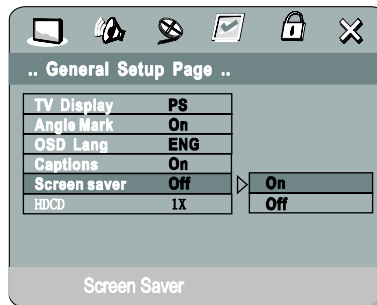 .. General Setup Page ..
TV Display PS
Angle Mark On
OSD Lang ENG
Captions On
Screen saver Off On
HDCD 1X Off
Screen Saver